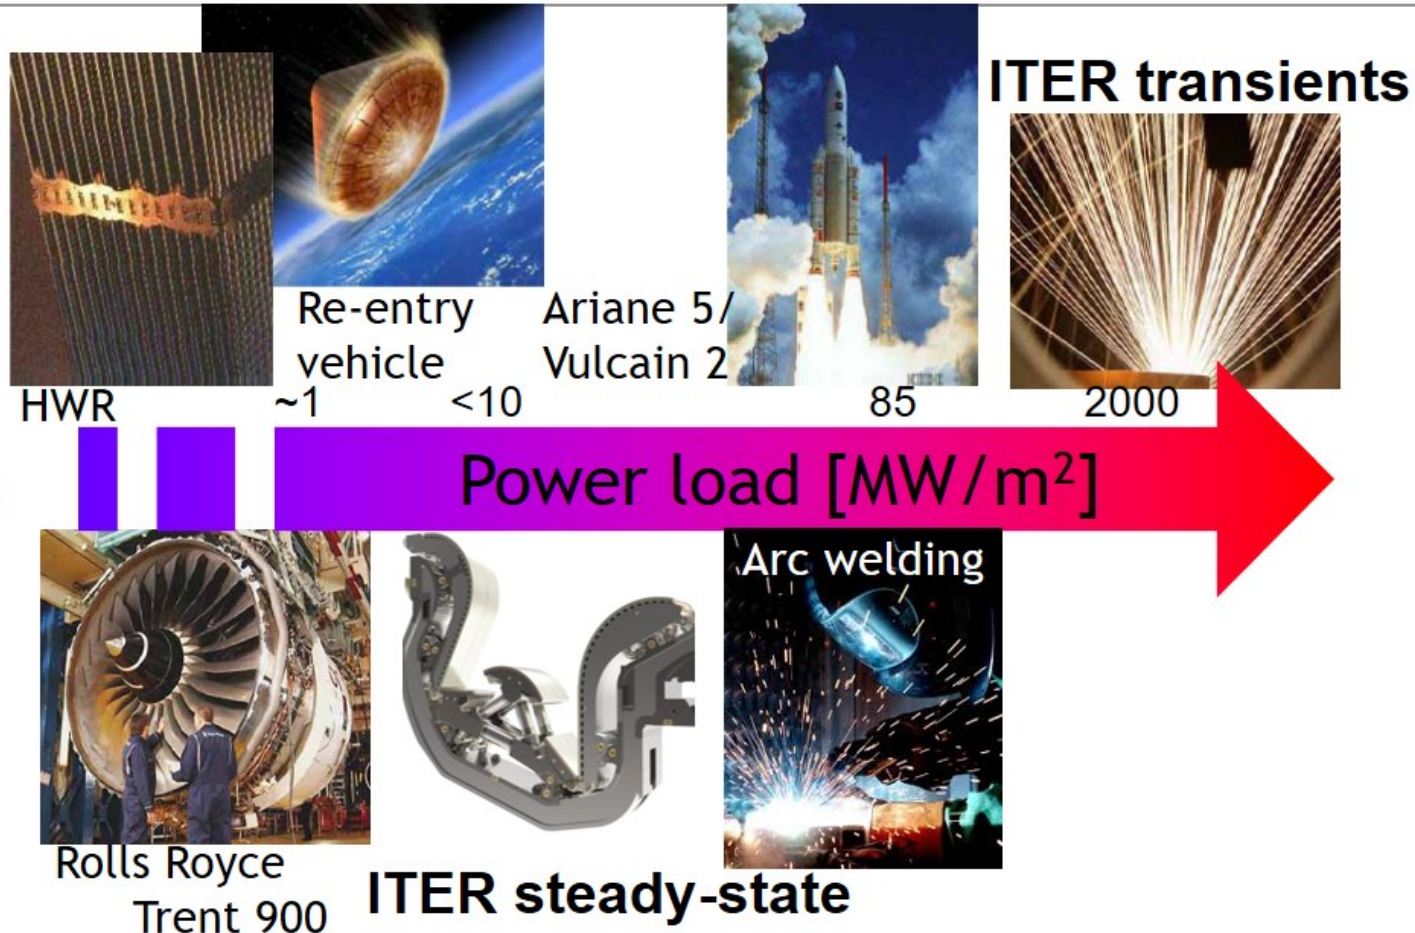 ITER transients
Re-entry
vehicle
Ariane 5/
Vulcain 2
HWR
~1
<10
85
2000
Power load [MW/m²]
Arc welding
Rolls Royce
Trent 900
ITER steady-state